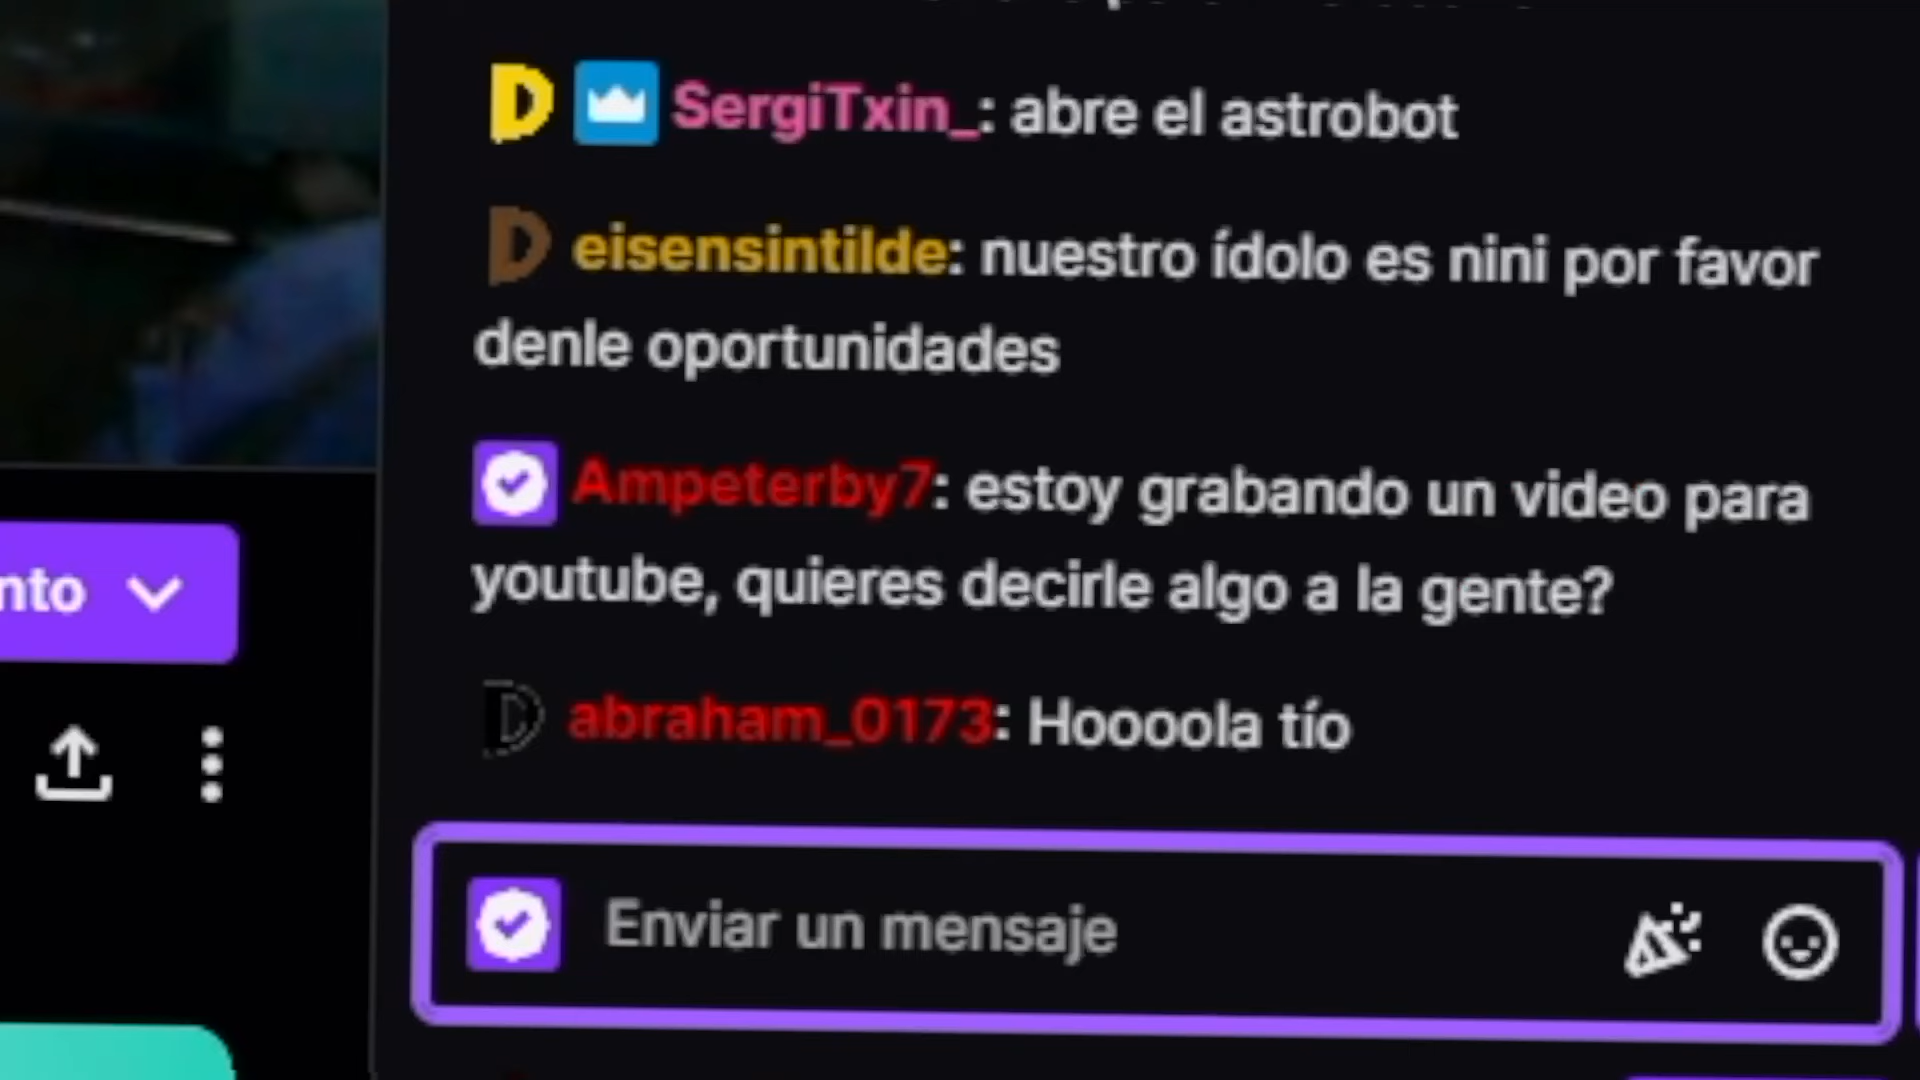 SergiTxin_: abre el astrobot
eisensintilde: nuestro ídolo es nini por favor
denle oportunidades
Ampeterby7: estoy grabando un video para
youtube, quieres decirle algo a la gente?
abraham_0173: Hoooola tío
nto
Enviar un mensaje